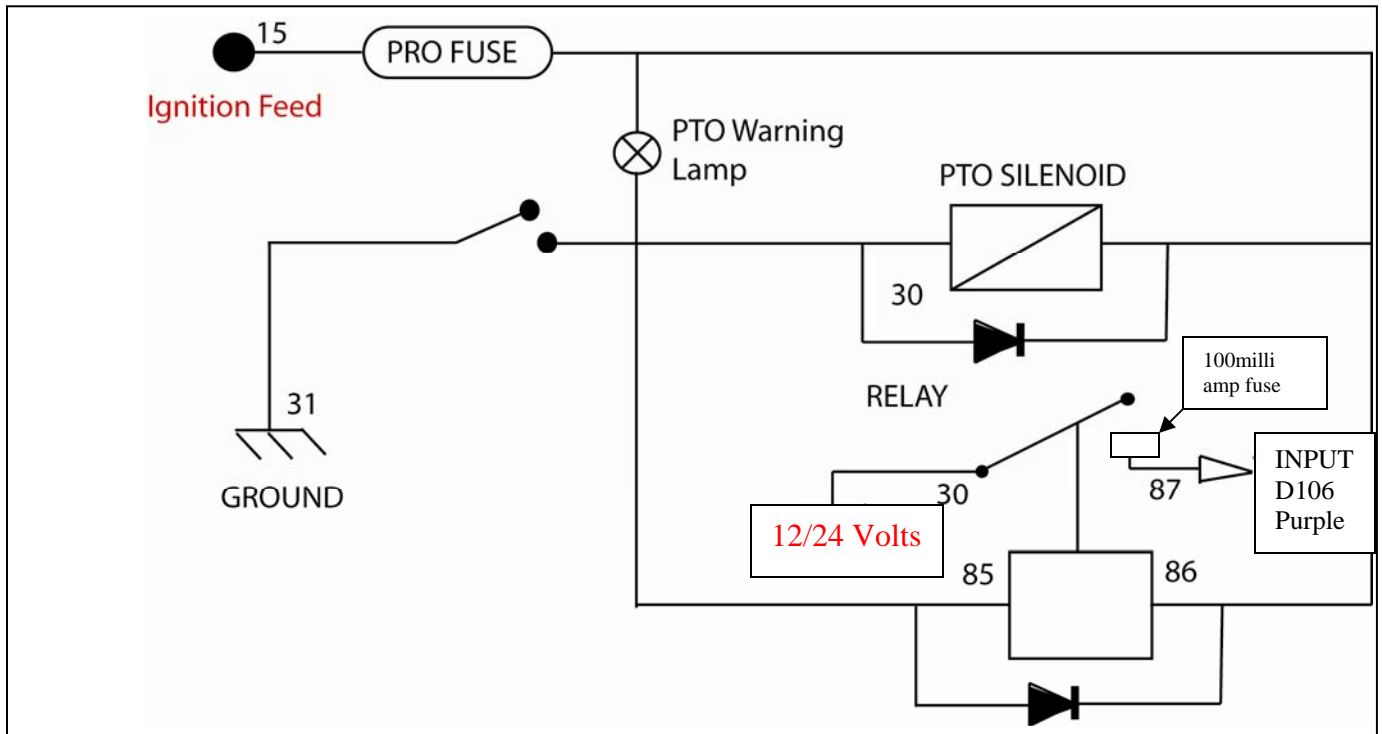 15
PRO FUSE
Ignition Feed
PTO Warning
Lamp
PTO SILENOID
30
100milli
amp fuse
RELAY
31
GROUND
30
87
INPUT
D106
Purple
12/24 Volts
85
86